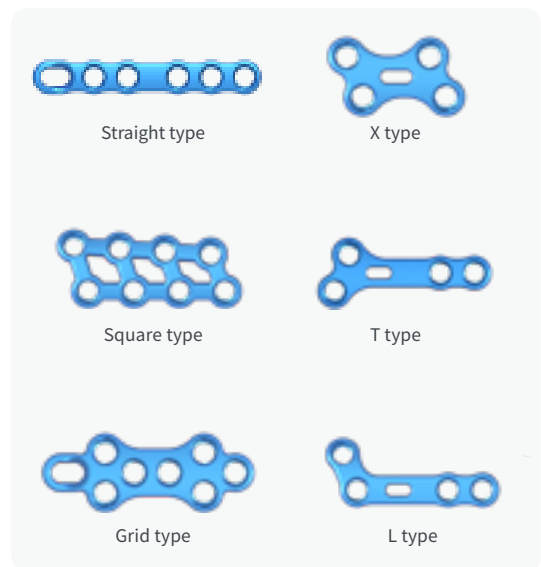 Straight type
X type
Square type
T type
Grid type
L type